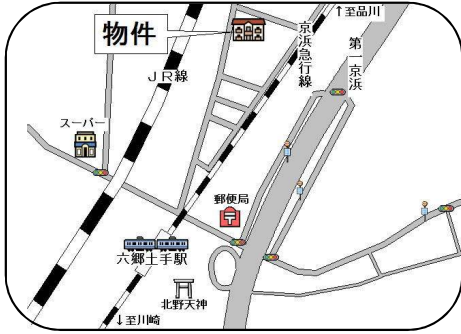 ↑至品川
物件
京浜急行線
第一京浜
JR線
スーパー
郵便局
六郷土手駅
北野天神
↓至川崎